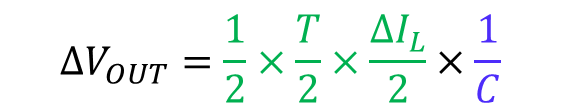 ΔV_OUT = 1/2 × T/2 × ΔI_L/2 × 1/C